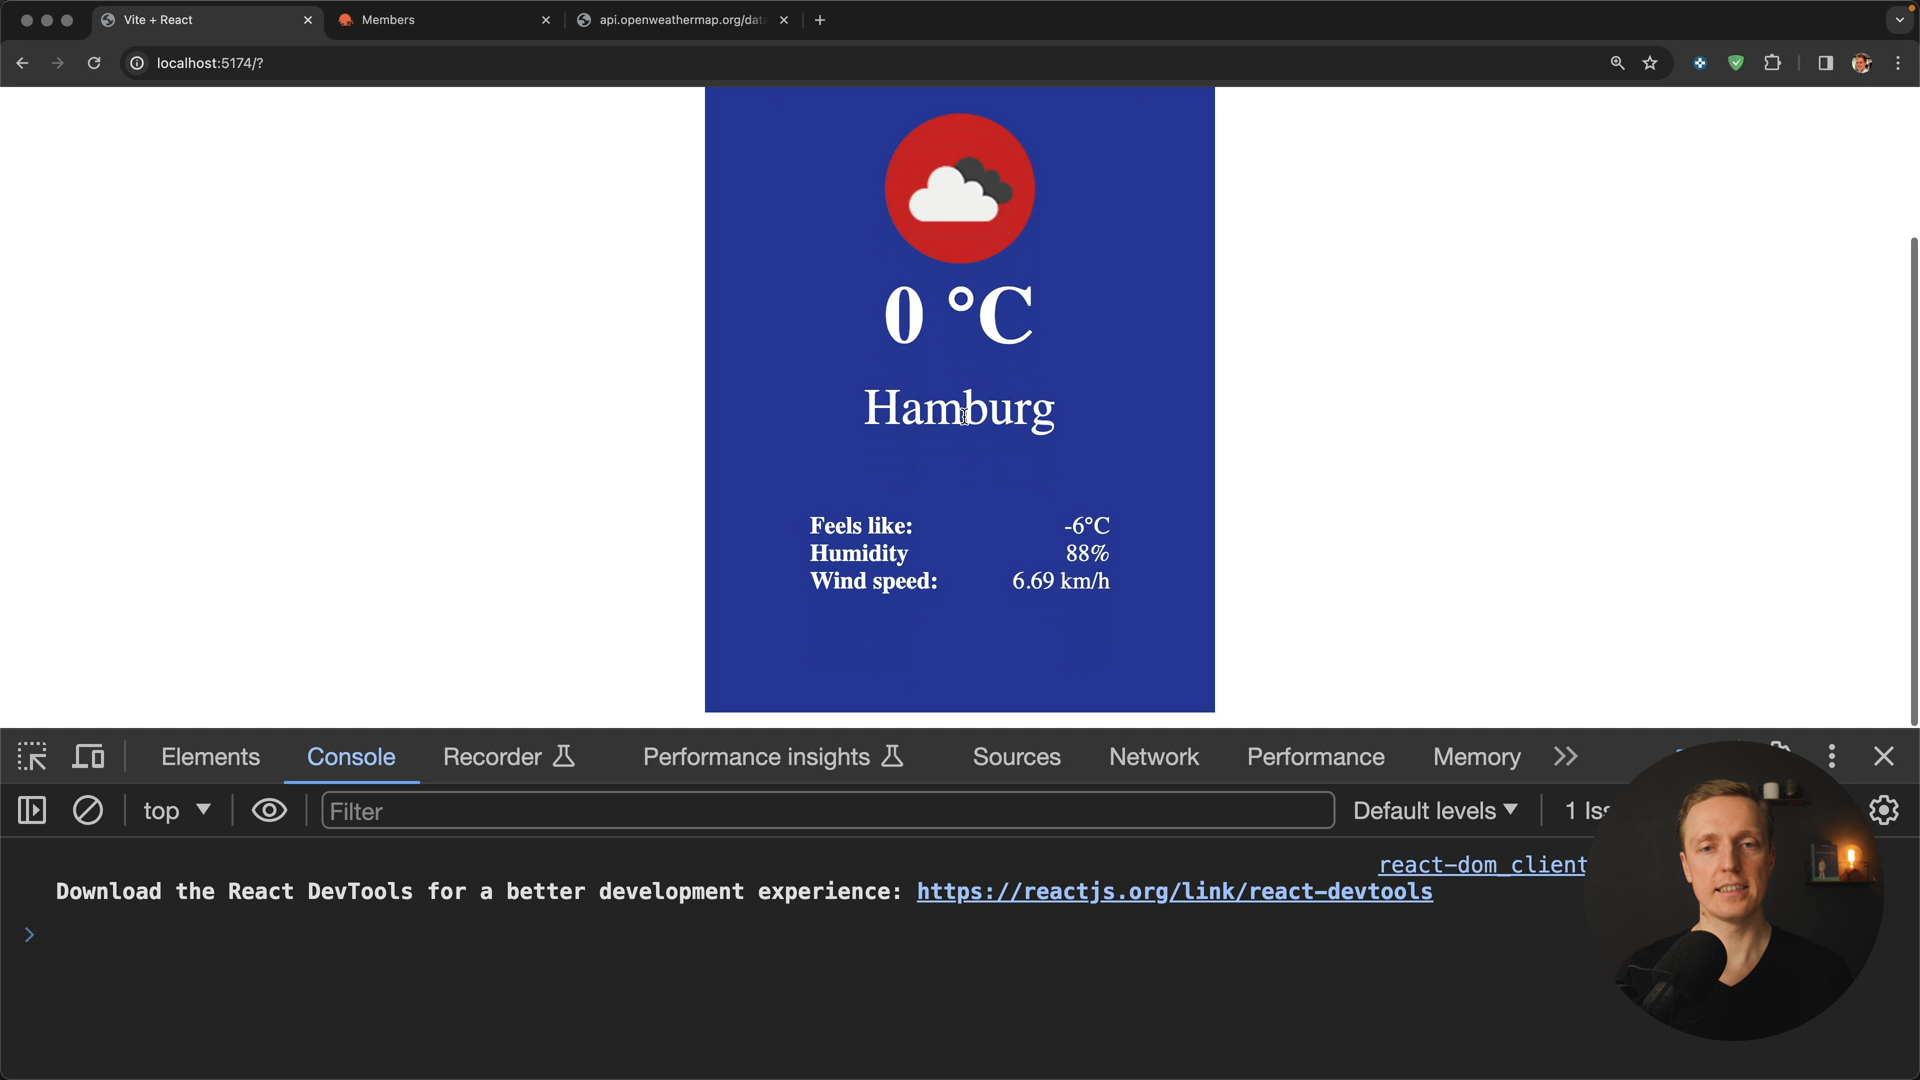 Vite + React
Members
api.openweathermap.org/dat
localhost:5174/?
0 °C
Hamburg
Feels like: -6°C
Humidity 88%
Wind speed: 6.69 km/h
Elements Console Recorder Performance insights Sources Network Performance Memory
top Filter Default levels 1 Iss
react-dom_client
Download the React DevTools for a better development experience: https://reactjs.org/link/react-devtools